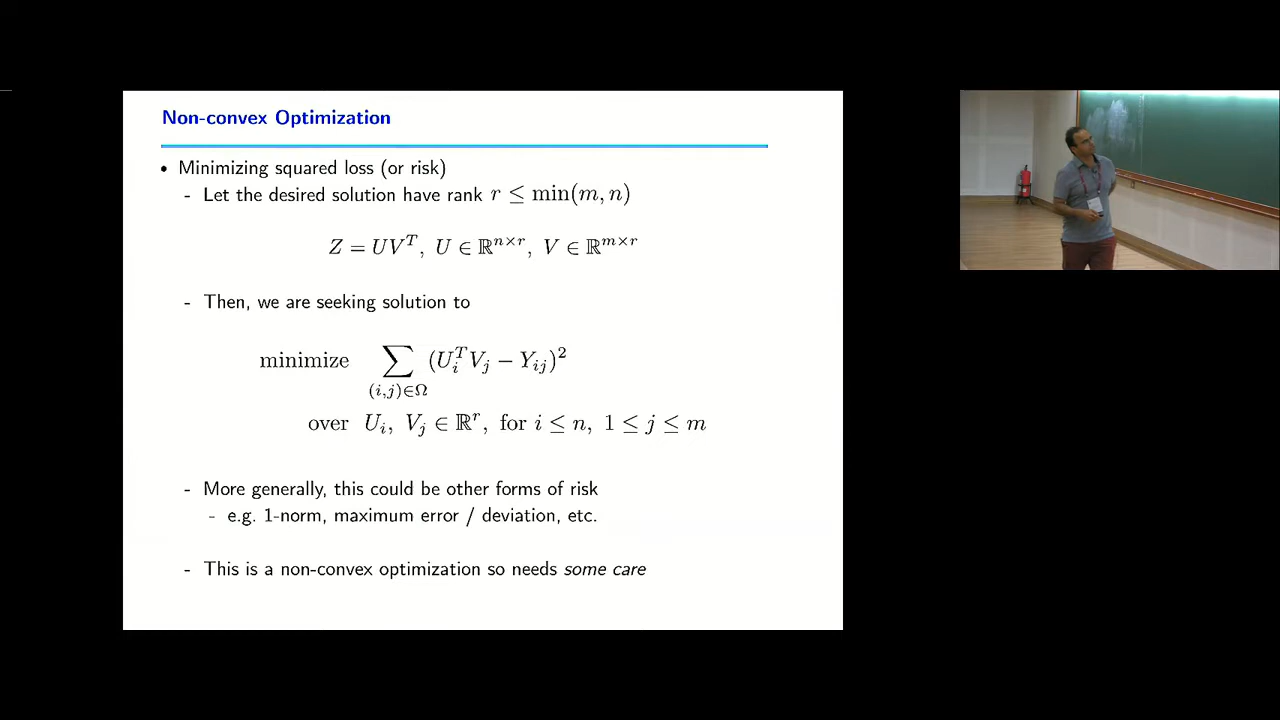 Non-convex Optimization
• Minimizing squared loss (or risk)
- Let the desired solution have rank r ≤ min(m, n)
Z = UV^T, U ∈ ℝ^{n×r}, V ∈ ℝ^{m×r}
- Then, we are seeking solution to
minimize ∑_{(i,j)∈Ω} (U_i^T V_j − Y_{ij})^2
over U_i, V_j ∈ ℝ^r, for i ≤ n, 1 ≤ j ≤ m
- More generally, this could be other forms of risk
- e.g. 1-norm, maximum error / deviation, etc.
- This is a non-convex optimization so needs some care